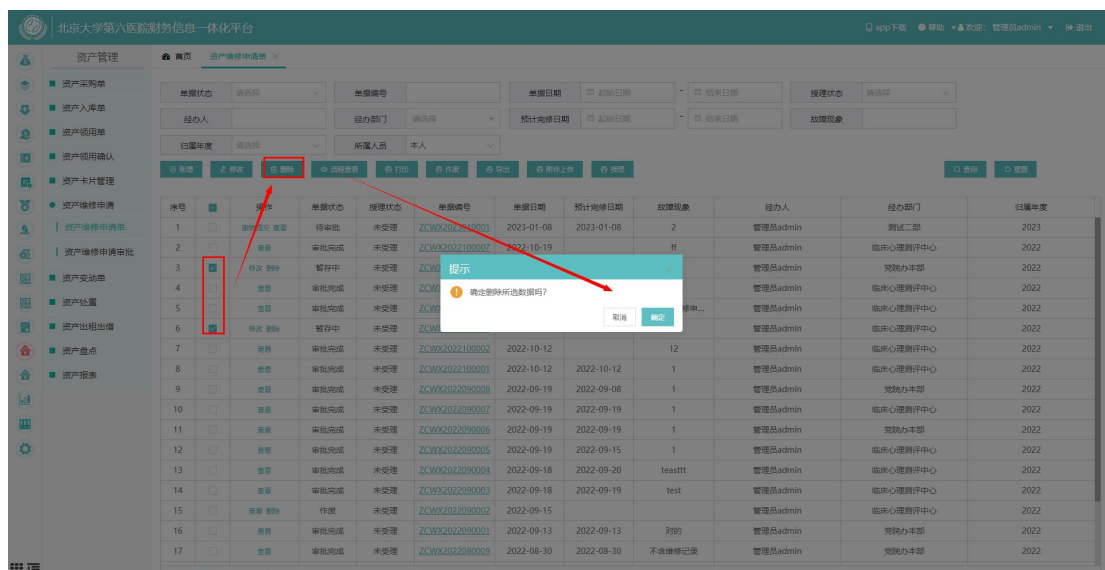 北京大学第六医院财务信息一体化平台 app下载 帮助 欢迎：管理员admin 退出
资产管理 首页 资产维修申请单 ×
资产采购单
资产入库单
资产领用单
资产领用确认
资产卡片管理
资产维修申请
资产维修申请单
资产维修申请审批
资产变动单
资产处置
资产出租出借
资产盘点
资产报表
单据状态 请选择 单据编号 单据日期 起始日期 - 结束日期 受理状态 请选择
经办人 经办部门 请选择 预计完修日期 起始日期 - 结束日期 故障现象
归属年度 请选择 所属人员 本人
新增 修改 删除 流程查看 打印 作废 导出 附件上传 受理 查询 重置
序号 操作 单据状态 受理状态 单据编号 单据日期 预计完修日期 故障现象 经办人 经办部门 归属年度
1 撤销提交 查看 待审批 未受理 ZCWX2023010001 2023-01-08 2023-01-08 2 管理员admin 测试二部 2023
2 查看 审批完成 未受理 ZCWX2022100007 2022-10-19 ff 管理员admin 临床心理测评中心 2022
3 修改 删除 暂存中 未受理 ZCW 管理员admin 党院办本部 2022
4 查看 审批完成 未受理 ZCW 管理员admin 临床心理测评中心 2022
5 查看 审批完成 未受理 ZCW 修中... 管理员admin 临床心理测评中心 2022
6 修改 删除 暂存中 未受理 ZCW 管理员admin 临床心理测评中心 2022
提示
确定删除所选数据吗?
取消 确定
7 查看 审批完成 未受理 ZCWX2022100002 2022-10-12 12 管理员admin 临床心理测评中心 2022
8 查看 审批完成 未受理 ZCWX2022100001 2022-10-12 2022-10-12 1 管理员admin 临床心理测评中心 2022
9 查看 审批完成 未受理 ZCWX2022090008 2022-09-19 2022-09-08 1 管理员admin 党院办本部 2022
10 查看 审批完成 未受理 ZCWX2022090007 2022-09-19 2022-09-19 1 管理员admin 临床心理测评中心 2022
11 查看 审批完成 未受理 ZCWX2022090006 2022-09-19 2022-09-19 1 管理员admin 党院办本部 2022
12 查看 审批完成 未受理 ZCWX2022090005 2022-09-19 2022-09-15 1 管理员admin 临床心理测评中心 2022
13 查看 审批完成 未受理 ZCWX2022090004 2022-09-18 2022-09-20 teasttt 管理员admin 临床心理测评中心 2022
14 查看 审批完成 未受理 ZCWX2022090003 2022-09-18 2022-09-19 test 管理员admin 临床心理测评中心 2022
15 查看 删除 作废 未受理 ZCWX2022090002 2022-09-15 管理员admin 临床心理测评中心 2022
16 查看 审批完成 未受理 ZCWX2022090001 2022-09-13 2022-09-13 对的 管理员admin 党院办本部 2022
17 查看 审批完成 未受理 ZCWX2022080009 2022-08-30 2022-08-30 不含维修记录 管理员admin 党院办本部 2022